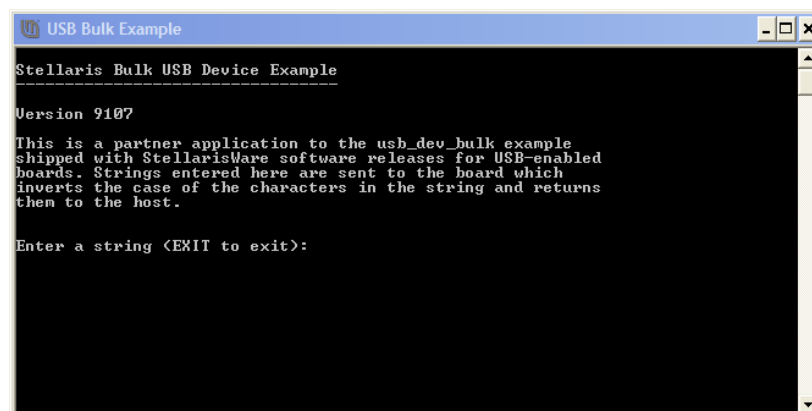 USB Bulk Example
Stellaris Bulk USB Device Example
---------------------------------
Version 9107
This is a partner application to the usb_dev_bulk example
shipped with StellarisWare software releases for USB-enabled
boards. Strings entered here are sent to the board which
inverts the case of the characters in the string and returns
them to the host.
Enter a string (EXIT to exit):